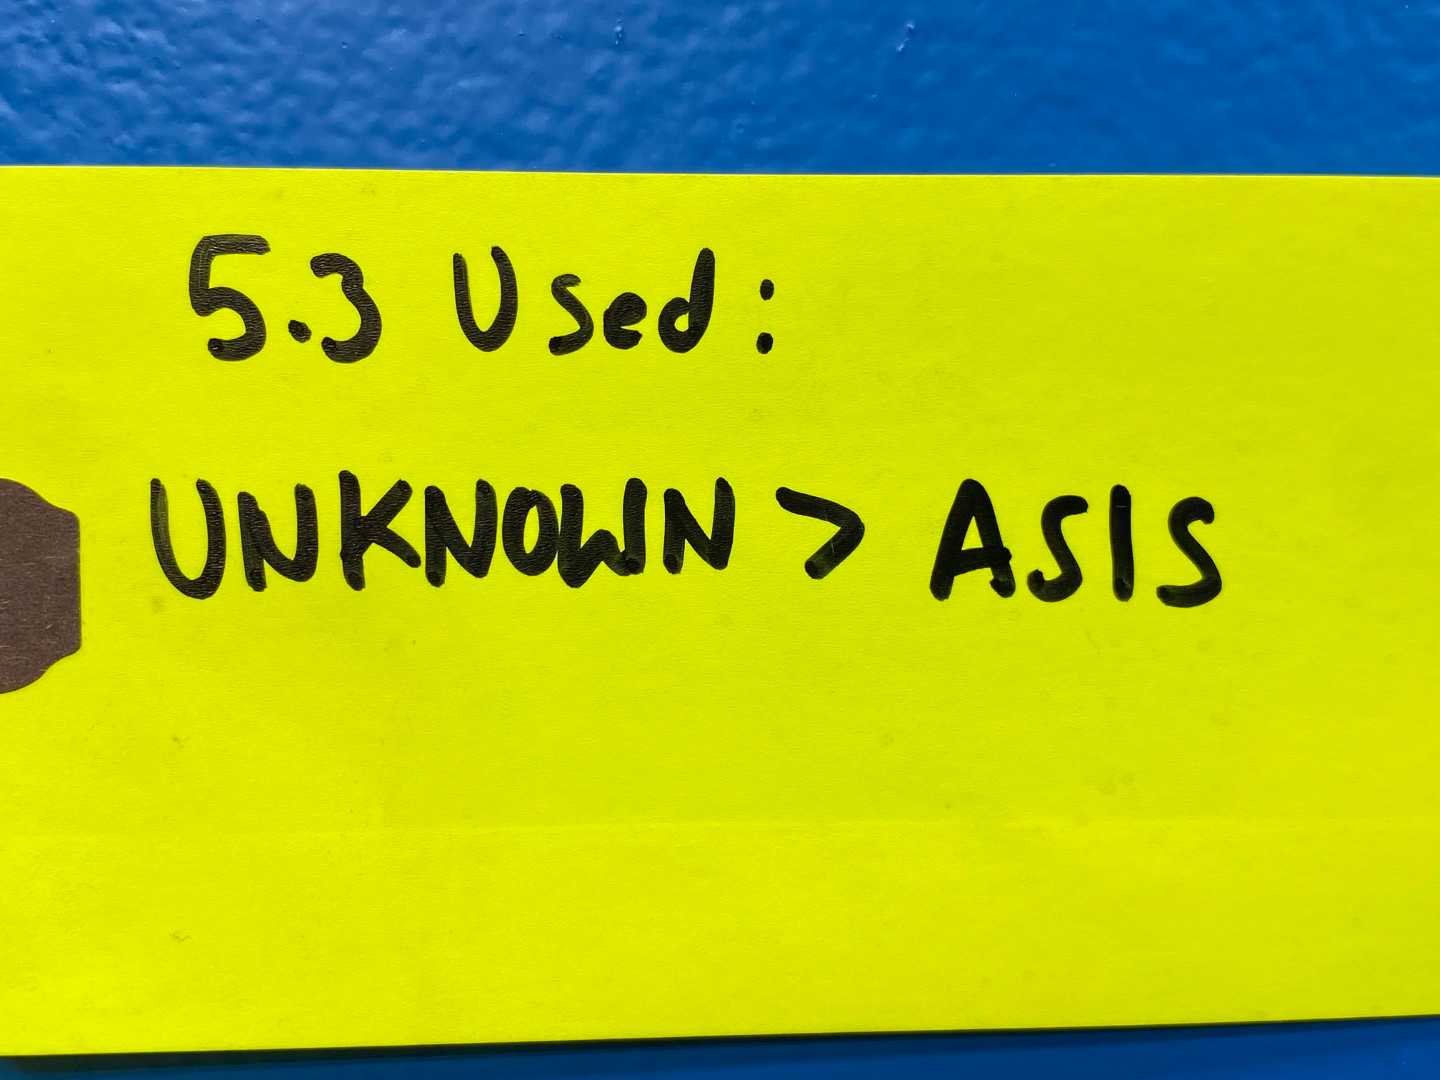 5.3 Used:
UNKNOWN > ASIS